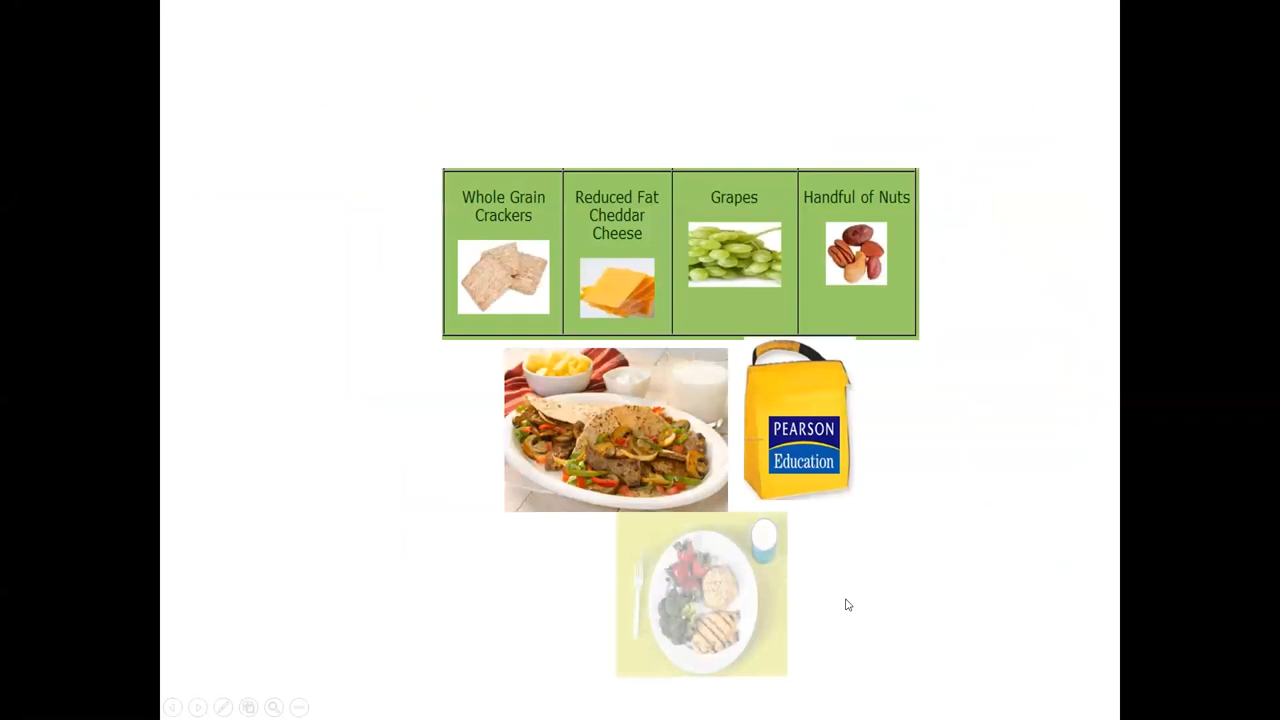 Whole Grain
Crackers
Reduced Fat
Cheddar
Cheese
Grapes
Handful of Nuts
PEARSON
Education